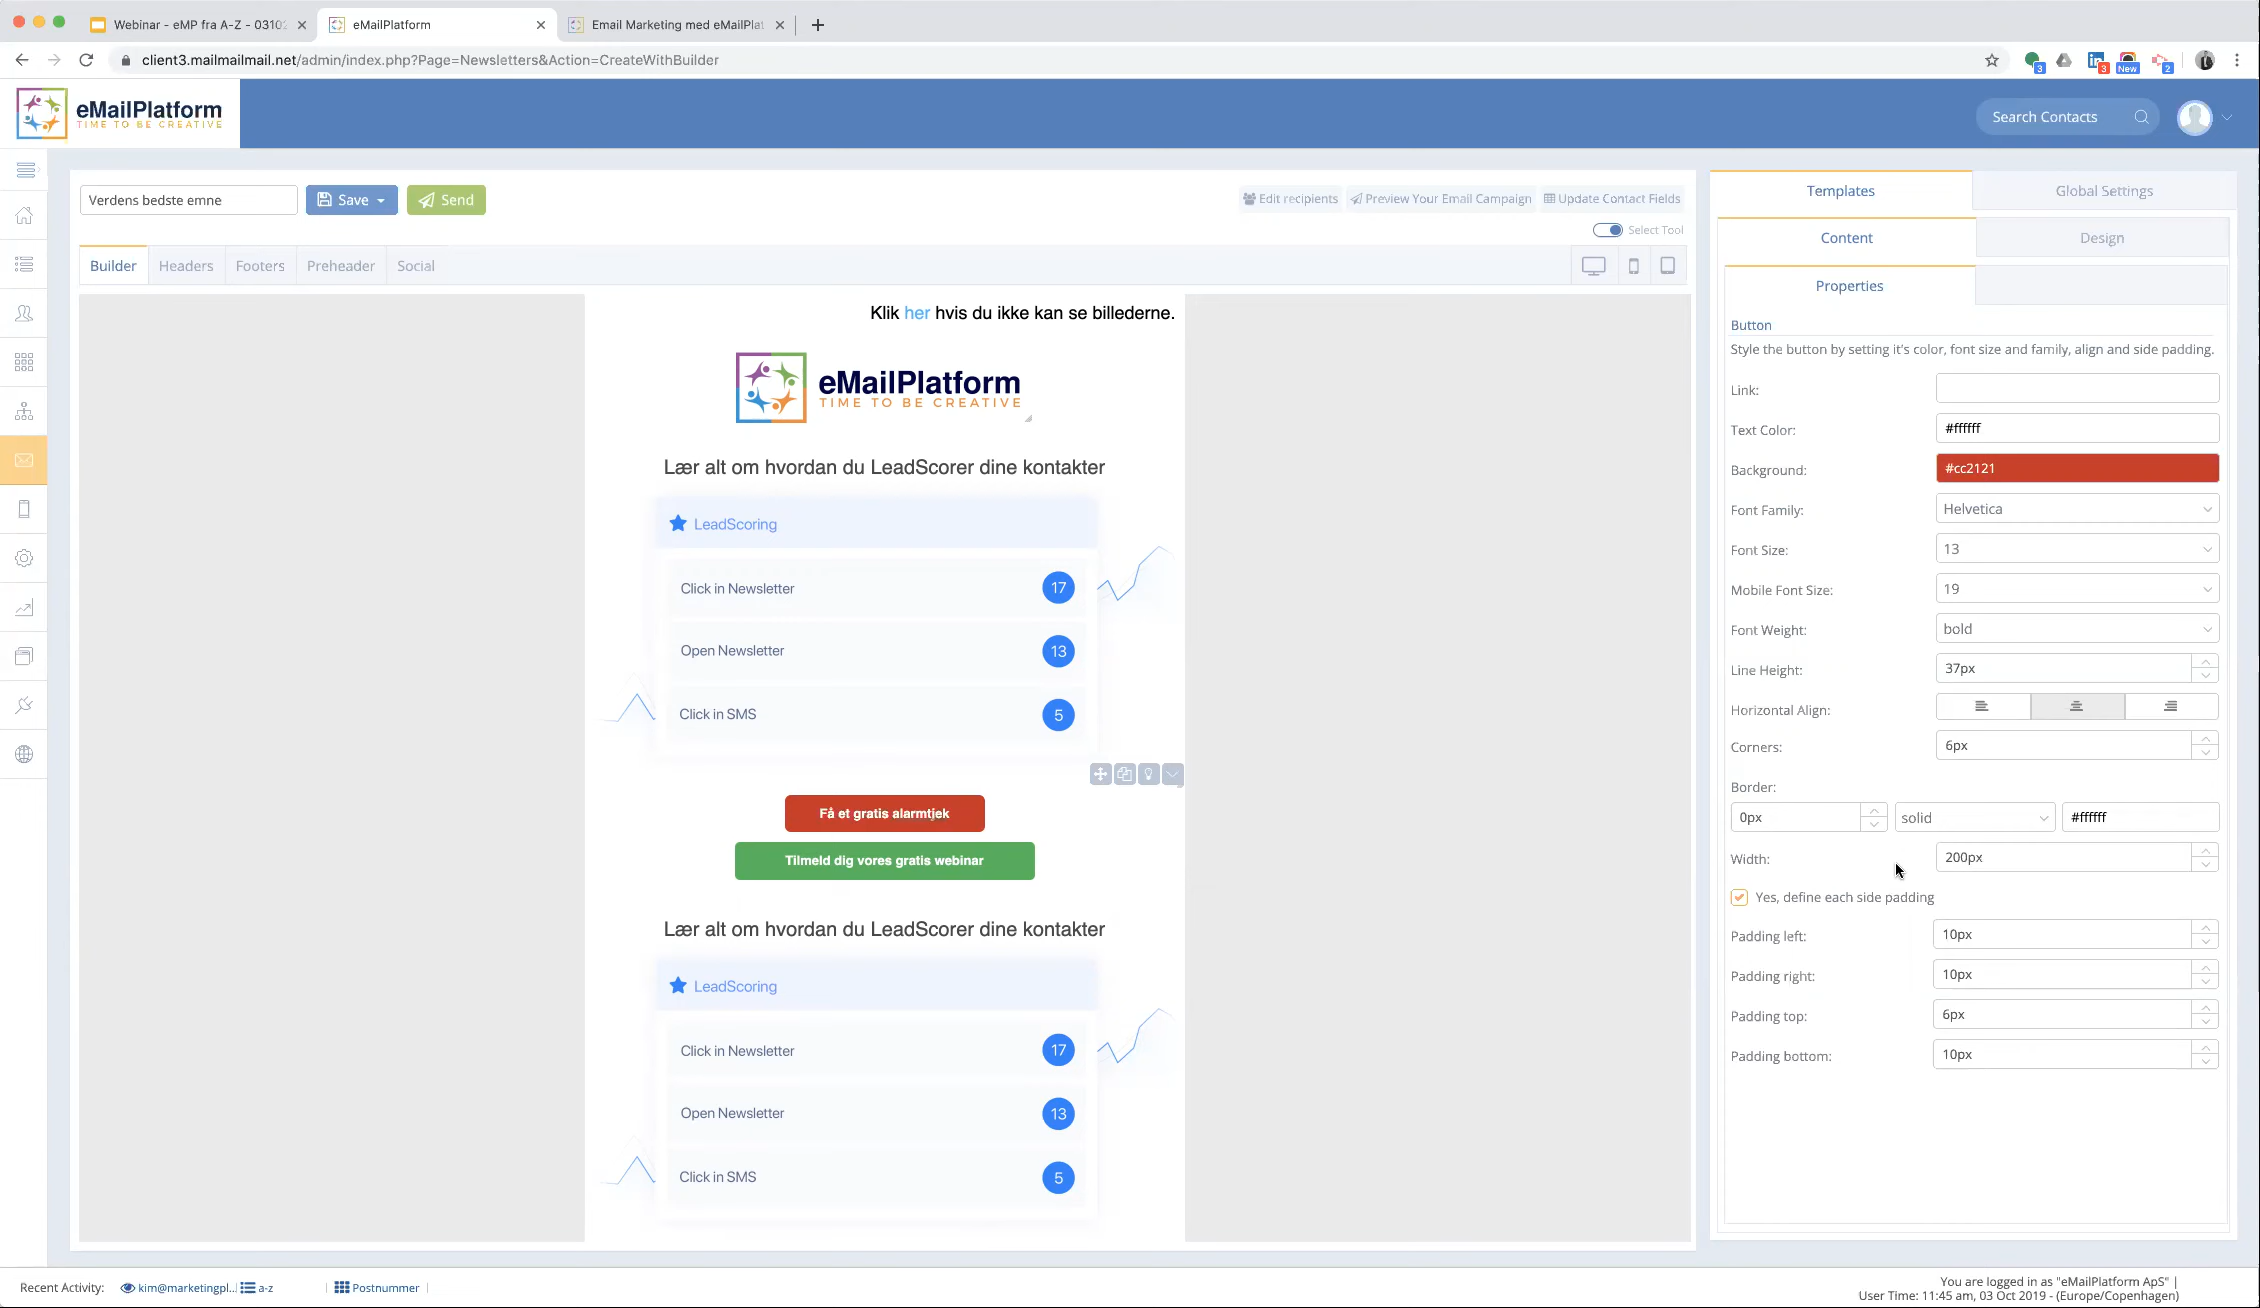 Webinar - eMP fra A-Z - 0310
eMailPlatform
Email Marketing med eMailPlat
client3.mailmailmail.net/admin/index.php?Page=Newsletters&Action=CreateWithBuilder
3
3
New
2
eMailPlatform
TIME TO BE CREATIVE
Search Contacts
Verdens bedste emne
Save
Send
Edit recipients
Preview Your Email Campaign
Update Contact Fields
Select Tool
Builder
Headers
Footers
Preheader
Social
Klik her hvis du ikke kan se billederne.
eMailPlatform
TIME TO BE CREATIVE
Lær alt om hvordan du LeadScorer dine kontakter
LeadScoring
Click in Newsletter 17
Open Newsletter 13
Click in SMS 5
Få et gratis alarmtjek
Tilmeld dig vores gratis webinar
Lær alt om hvordan du LeadScorer dine kontakter
LeadScoring
Click in Newsletter 17
Open Newsletter 13
Click in SMS 5
Templates
Global Settings
Content
Design
Properties
Button
Style the button by setting it's color, font size and family, align and side padding.
Link:
Text Color: #ffffff
Background: #cc2121
Font Family: Helvetica
Font Size: 13
Mobile Font Size: 19
Font Weight: bold
Line Height: 37px
Horizontal Align:
Corners: 6px
Border:
0px solid #ffffff
Width: 200px
Yes, define each side padding
Padding left: 10px
Padding right: 10px
Padding top: 6px
Padding bottom: 10px
Recent Activity: kim@marketingpl... a-z | Postnummer |
You are logged in as "eMailPlatform ApS" |
User Time: 11:45 am, 03 Oct 2019 - (Europe/Copenhagen)